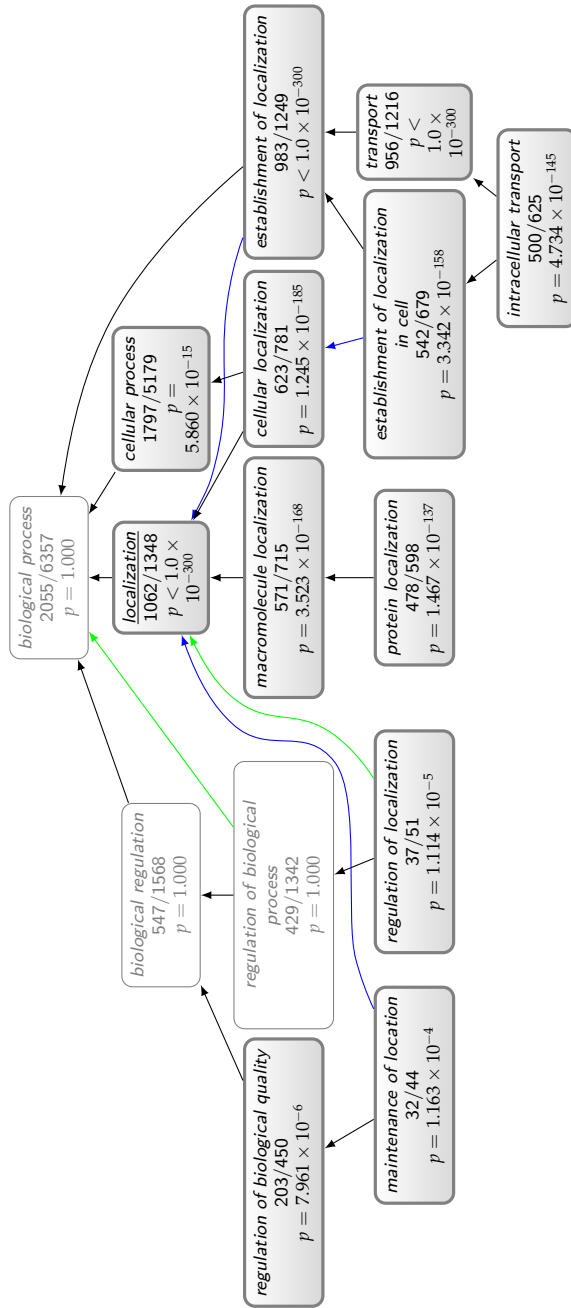 biological process
2055/6357
p = 1.000
biological regulation
547/1568
p = 1.000
localization
1062/1348
p < 1.0 ×
10⁻³⁰⁰
cellular process
1797/5179
p =
5.860 × 10⁻¹⁵
regulation of biological quality
203/450
p = 7.961 × 10⁻⁶
regulation of biological
process
429/1342
p = 1.000
macromolecule localization
571/715
p = 3.523 × 10⁻¹⁶⁸
cellular localization
623/781
p = 1.245 × 10⁻¹⁸⁵
establishment of localization
983/1249
p < 1.0 × 10⁻³⁰⁰
maintenance of location
32/44
p = 1.163 × 10⁻⁴
regulation of localization
37/51
p = 1.114 × 10⁻⁵
protein localization
478/598
p = 1.467 × 10⁻¹³⁷
establishment of localization
in cell
542/679
p = 3.342 × 10⁻¹⁵⁸
transport
956/1216
p <
1.0 ×
10⁻³⁰⁰
intracellular transport
500/625
p = 4.734 × 10⁻¹⁴⁵